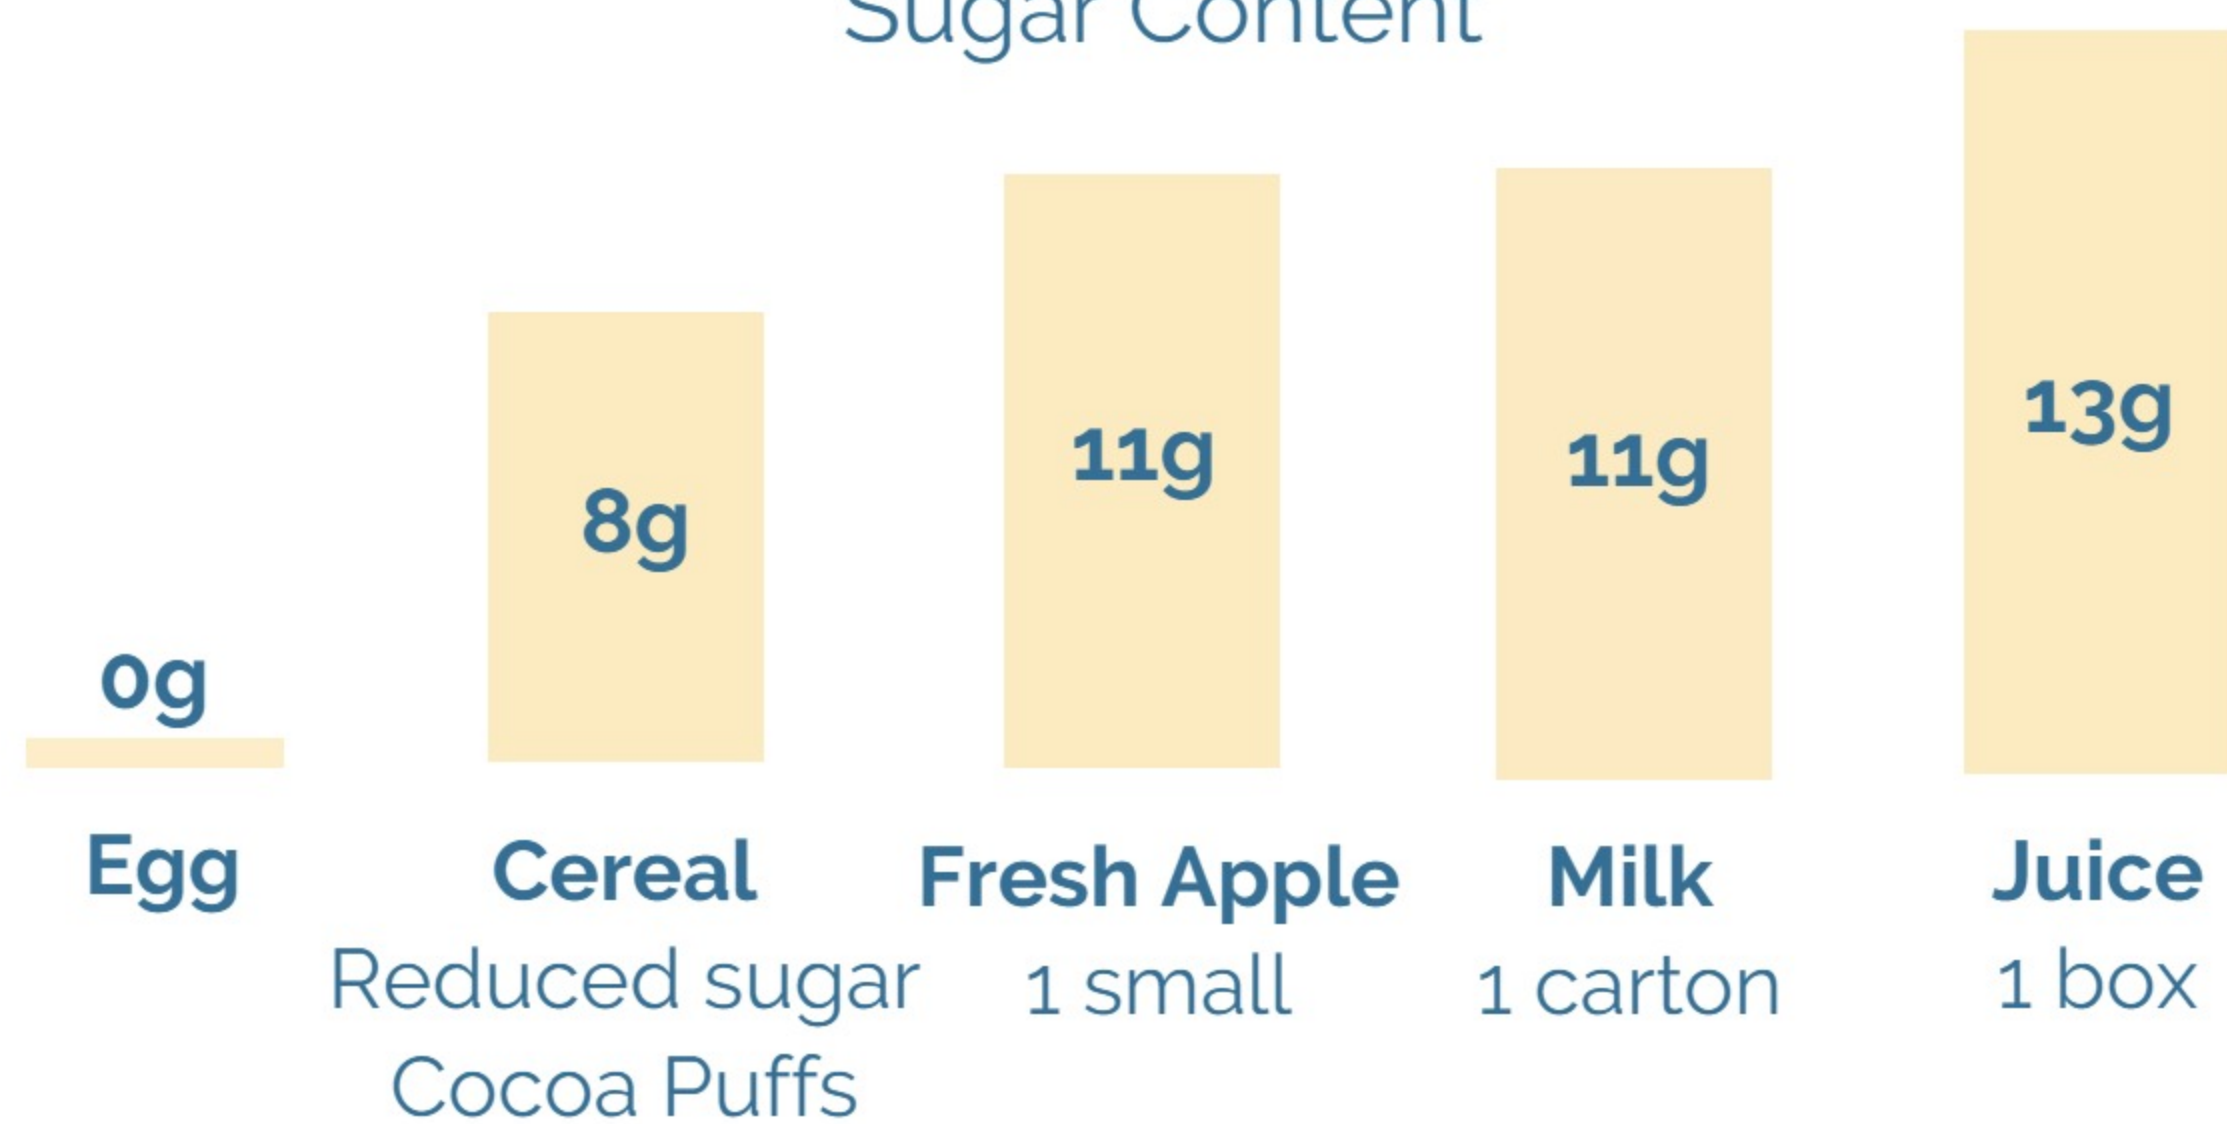 Sugar Content
0g
8g
11g
11g
13g
Egg
Cereal
Reduced sugar
Cocoa Puffs
Fresh Apple
1 small
Milk
1 carton
Juice
1 box